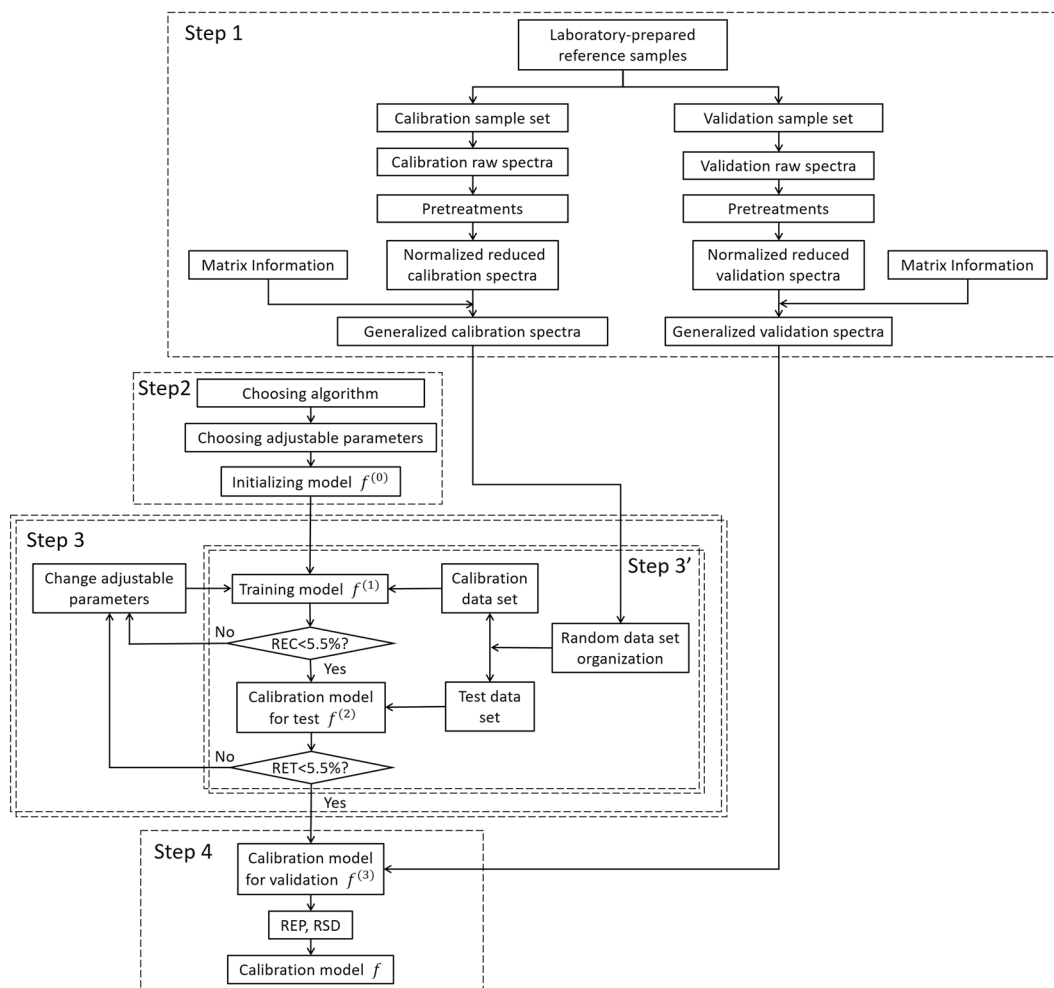 Step 1
Laboratory-prepared
reference samples
Calibration sample set
Validation sample set
Calibration raw spectra
Validation raw spectra
Pretreatments
Pretreatments
Matrix Information
Normalized reduced
calibration spectra
Normalized reduced
validation spectra
Matrix Information
Generalized calibration spectra
Generalized validation spectra
Step2
Choosing algorithm
Choosing adjustable parameters
Initializing model f^(0)
Step 3
Step 3’
Change adjustable
parameters
Training model f^(1)
Calibration
data set
No
REC<5.5%?
Random data set
organization
Yes
Calibration model
for test f^(2)
Test data
set
No
RET<5.5%?
Yes
Step 4
Calibration model
for validation f^(3)
REP, RSD
Calibration model f